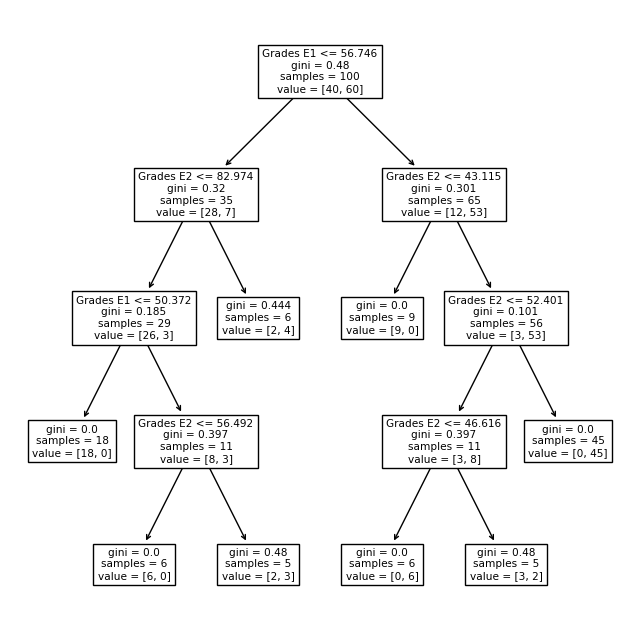 Grades E1 <= 56.746
gini = 0.48
samples = 100
value = [40, 60]
Grades E2 <= 82.974
gini = 0.32
samples = 35
value = [28, 7]
Grades E2 <= 43.115
gini = 0.301
samples = 65
value = [12, 53]
Grades E1 <= 50.372
gini = 0.185
samples = 29
value = [26, 3]
gini = 0.444
samples = 6
value = [2, 4]
gini = 0.0
samples = 9
value = [9, 0]
Grades E2 <= 52.401
gini = 0.101
samples = 56
value = [3, 53]
gini = 0.0
samples = 18
value = [18, 0]
Grades E2 <= 56.492
gini = 0.397
samples = 11
value = [8, 3]
Grades E2 <= 46.616
gini = 0.397
samples = 11
value = [3, 8]
gini = 0.0
samples = 45
value = [0, 45]
gini = 0.0
samples = 6
value = [6, 0]
gini = 0.48
samples = 5
value = [2, 3]
gini = 0.0
samples = 6
value = [0, 6]
gini = 0.48
samples = 5
value = [3, 2]